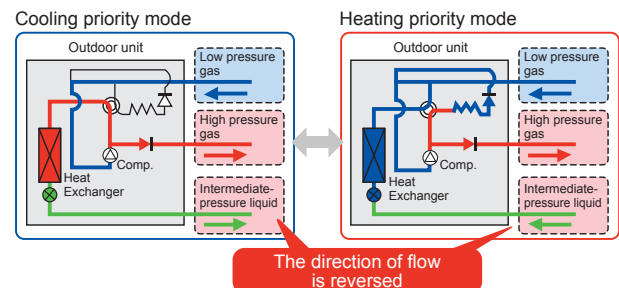 Cooling priority mode
Outdoor unit
Low pressure
gas
High pressure
gas
Comp.
Heat
Exchanger
Intermediate-
pressure liquid
Heating priority mode
Outdoor unit
Low pressure
gas
High pressure
gas
Comp.
Heat
Exchanger
Intermediate-
pressure liquid
The direction of flow
is reversed